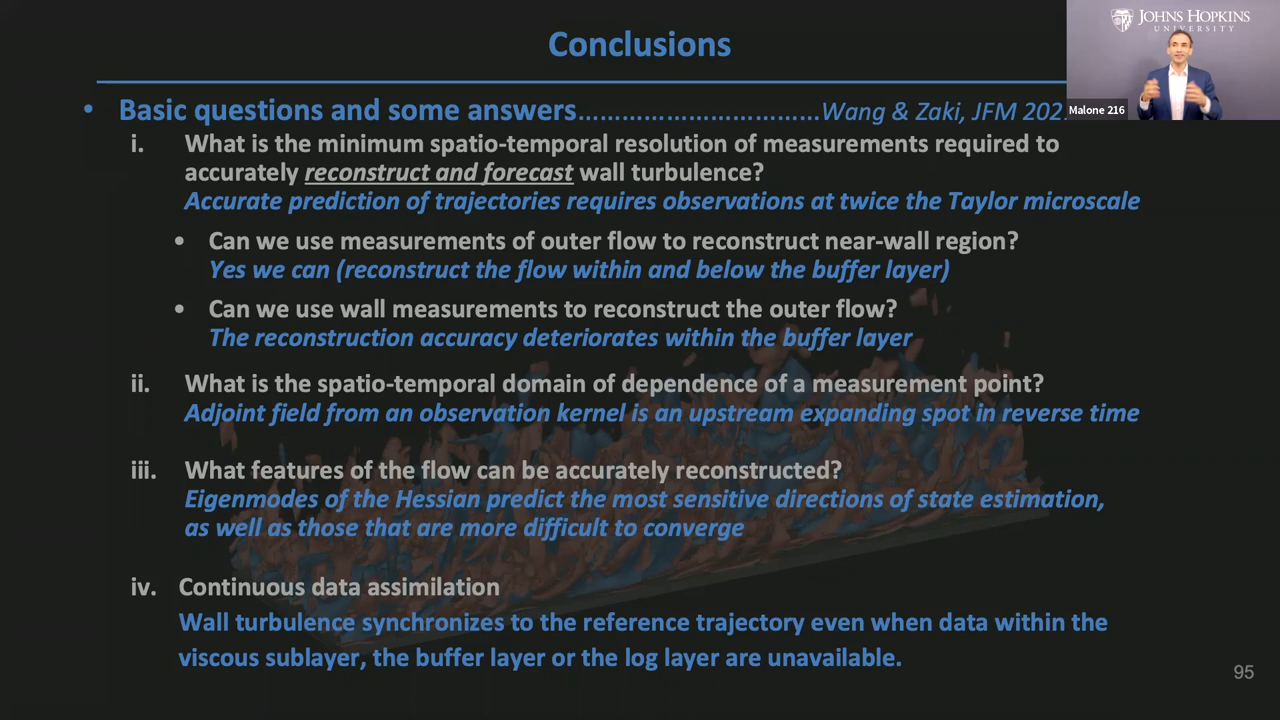 Conclusions
JOHNS HOPKINS
UNIVERSITY
Malone 216
• Basic questions and some answers.................................Wang & Zaki, JFM
i. What is the minimum spatio-temporal resolution of measurements required to
accurately reconstruct and forecast wall turbulence?
Accurate prediction of trajectories requires observations at twice the Taylor microscale
• Can we use measurements of outer flow to reconstruct near-wall region?
Yes we can (reconstruct the flow within and below the buffer layer)
• Can we use wall measurements to reconstruct the outer flow?
The reconstruction accuracy deteriorates within the buffer layer
ii. What is the spatio-temporal domain of dependence of a measurement point?
Adjoint field from an observation kernel is an upstream expanding spot in reverse time
iii. What features of the flow can be accurately reconstructed?
Eigenmodes of the Hessian predict the most sensitive directions of state estimation,
as well as those that are more difficult to converge
iv. Continuous data assimilation
Wall turbulence synchronizes to the reference trajectory even when data within the
viscous sublayer, the buffer layer or the log layer are unavailable.
95